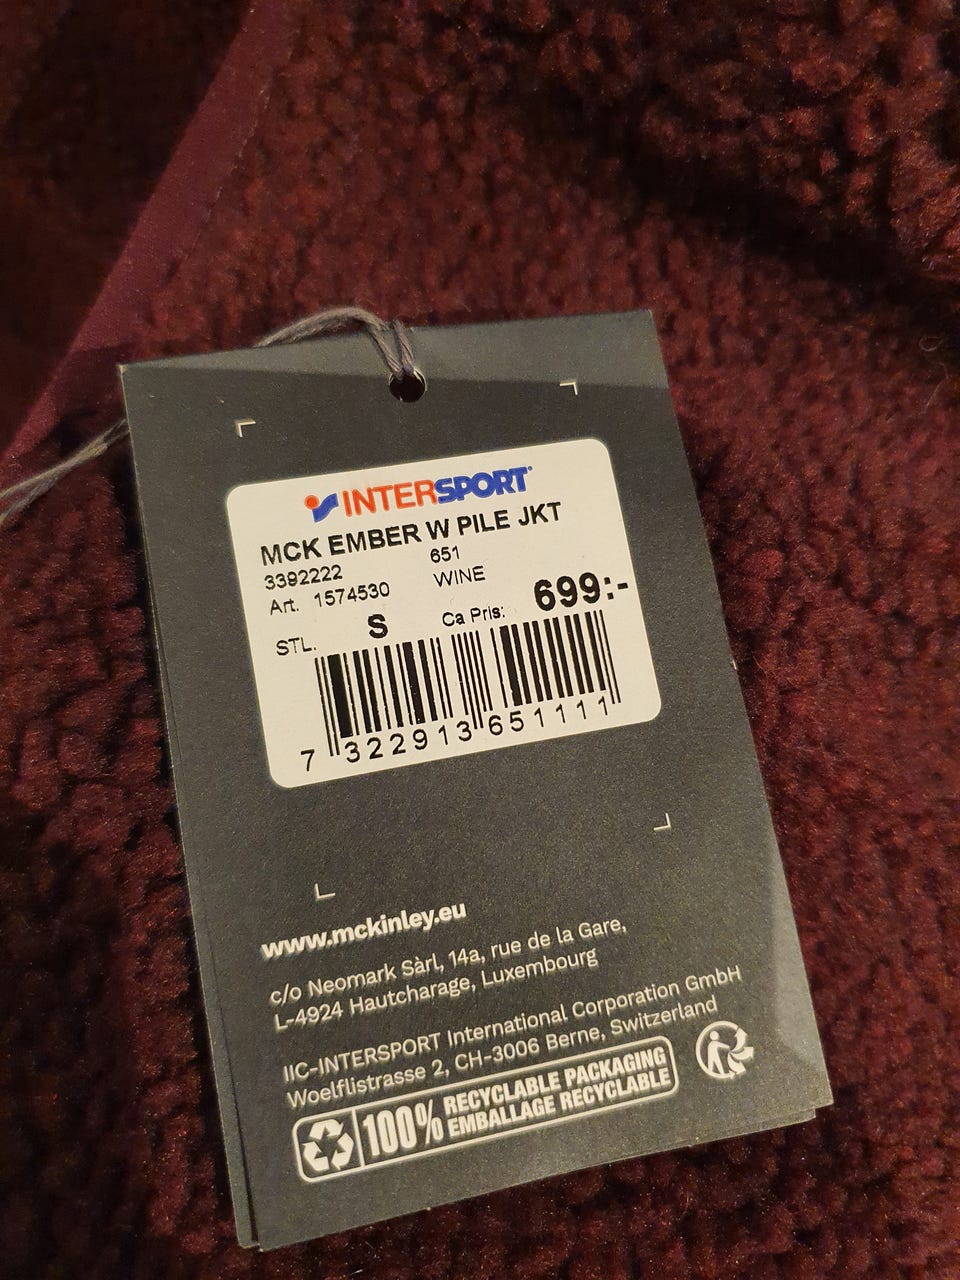 INTERSPORT
MCK EMBER W PILE JKT
3392222 651
Art. 1574530 WINE
STL. S Ca Pris: 699:-
7 322913 651111
www.mckinley.eu
c/o Neomark Sàrl, 14a, rue de la Gare,
L-4924 Hautcharage, Luxembourg
IIC-INTERSPORT International Corporation GmbH
Woelflistrasse 2, CH-3006 Berne, Switzerland
100% RECYCLABLE PACKAGING
EMBALLAGE RECYCLABLE